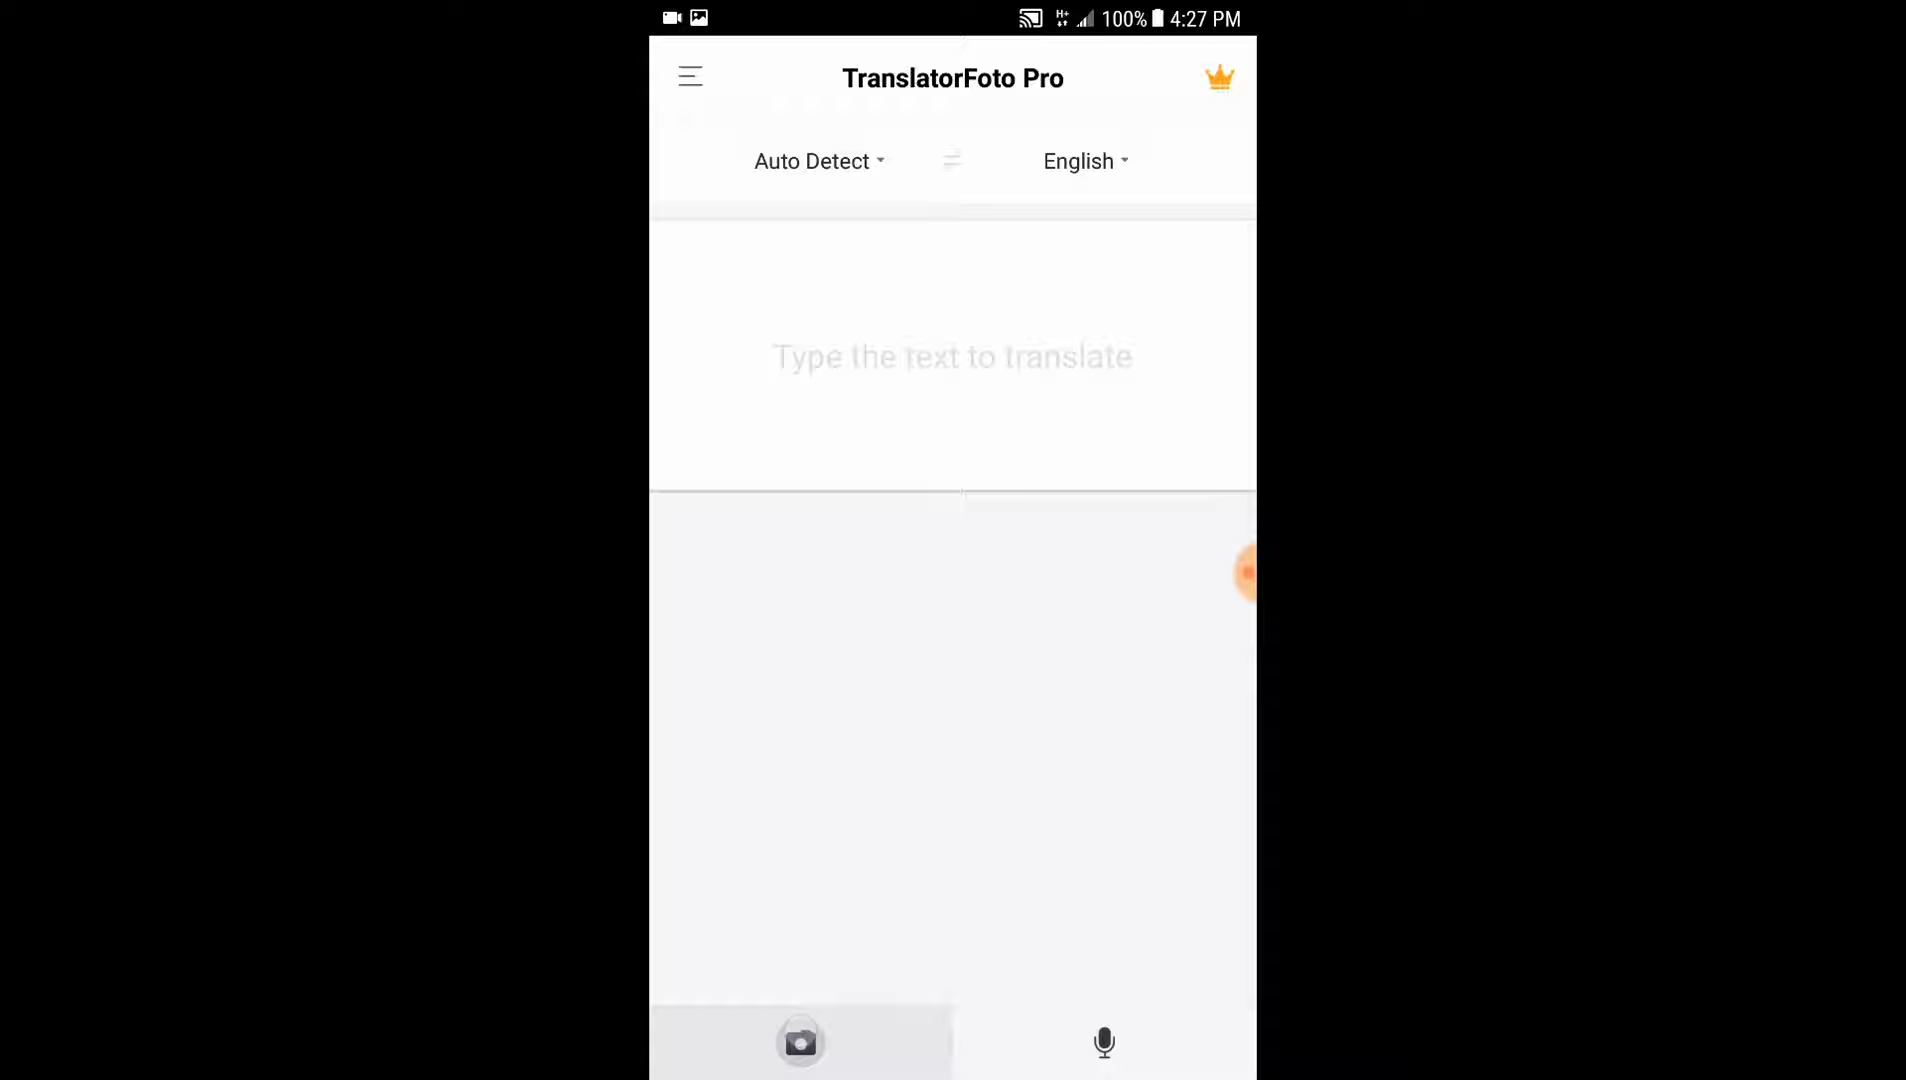 H+ 100% 4:27 PM
TranslatorFoto Pro
Auto Detect English
Type the text to translate